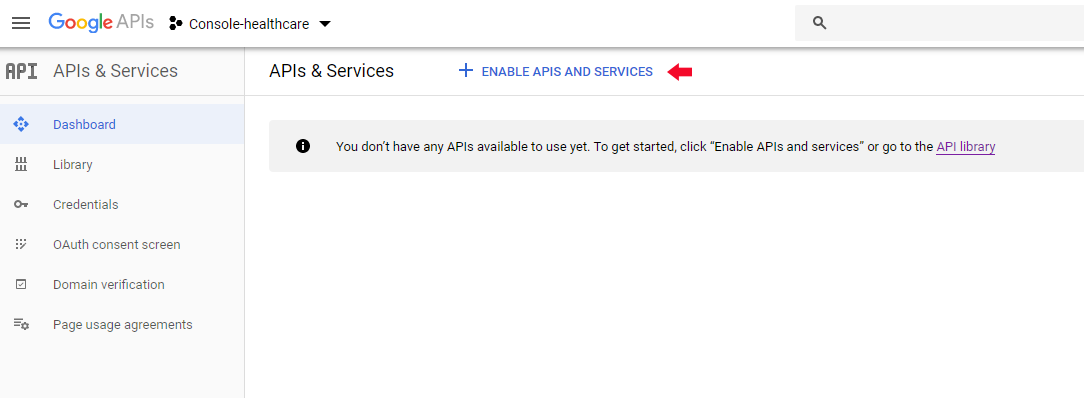 Google APIs Console-healthcare
API APIs & Services
APIs & Services + ENABLE APIS AND SERVICES
Dashboard
Library
Credentials
OAuth consent screen
Domain verification
Page usage agreements
You don’t have any APIs available to use yet. To get started, click “Enable APIs and services” or go to the API library